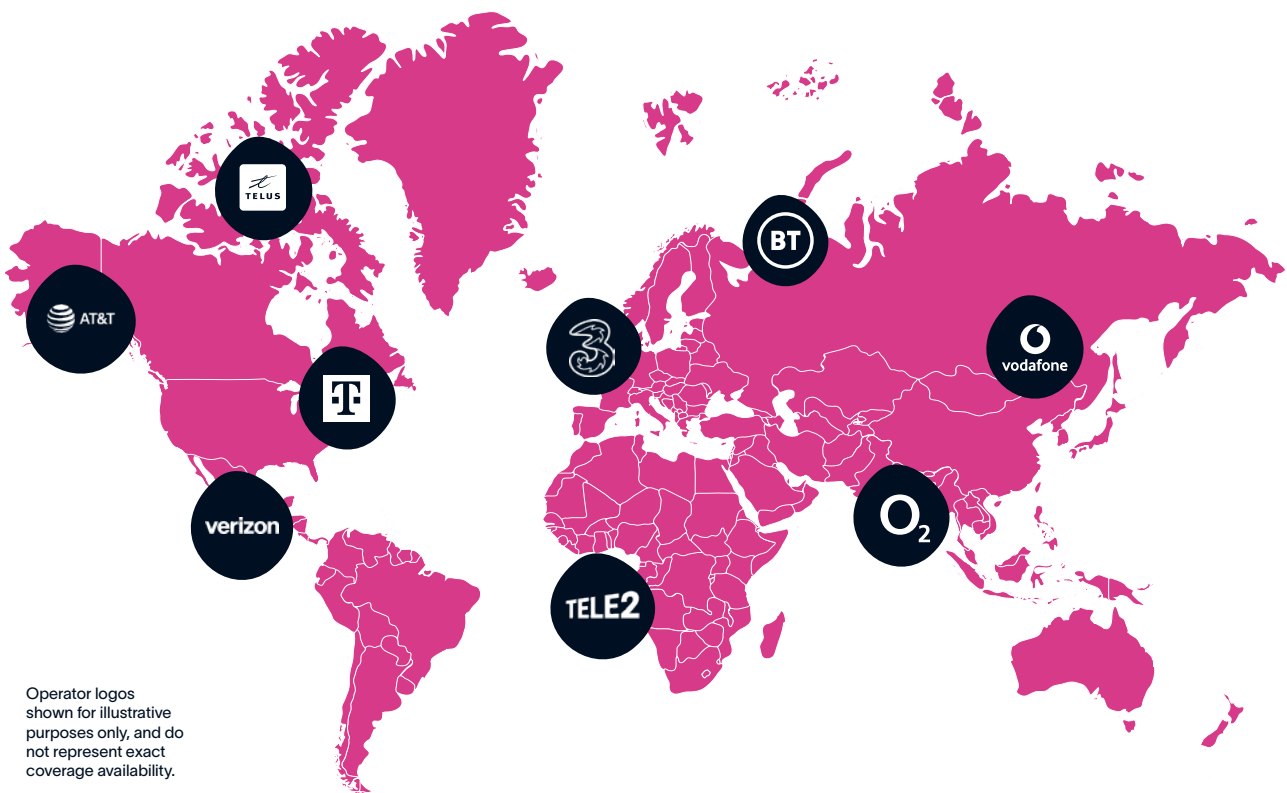 TELUS
BT
AT&T
3
vodafone
T
O2
verizon
TELE2
Operator logos
shown for illustrative
purposes only, and do
not represent exact
coverage availability.